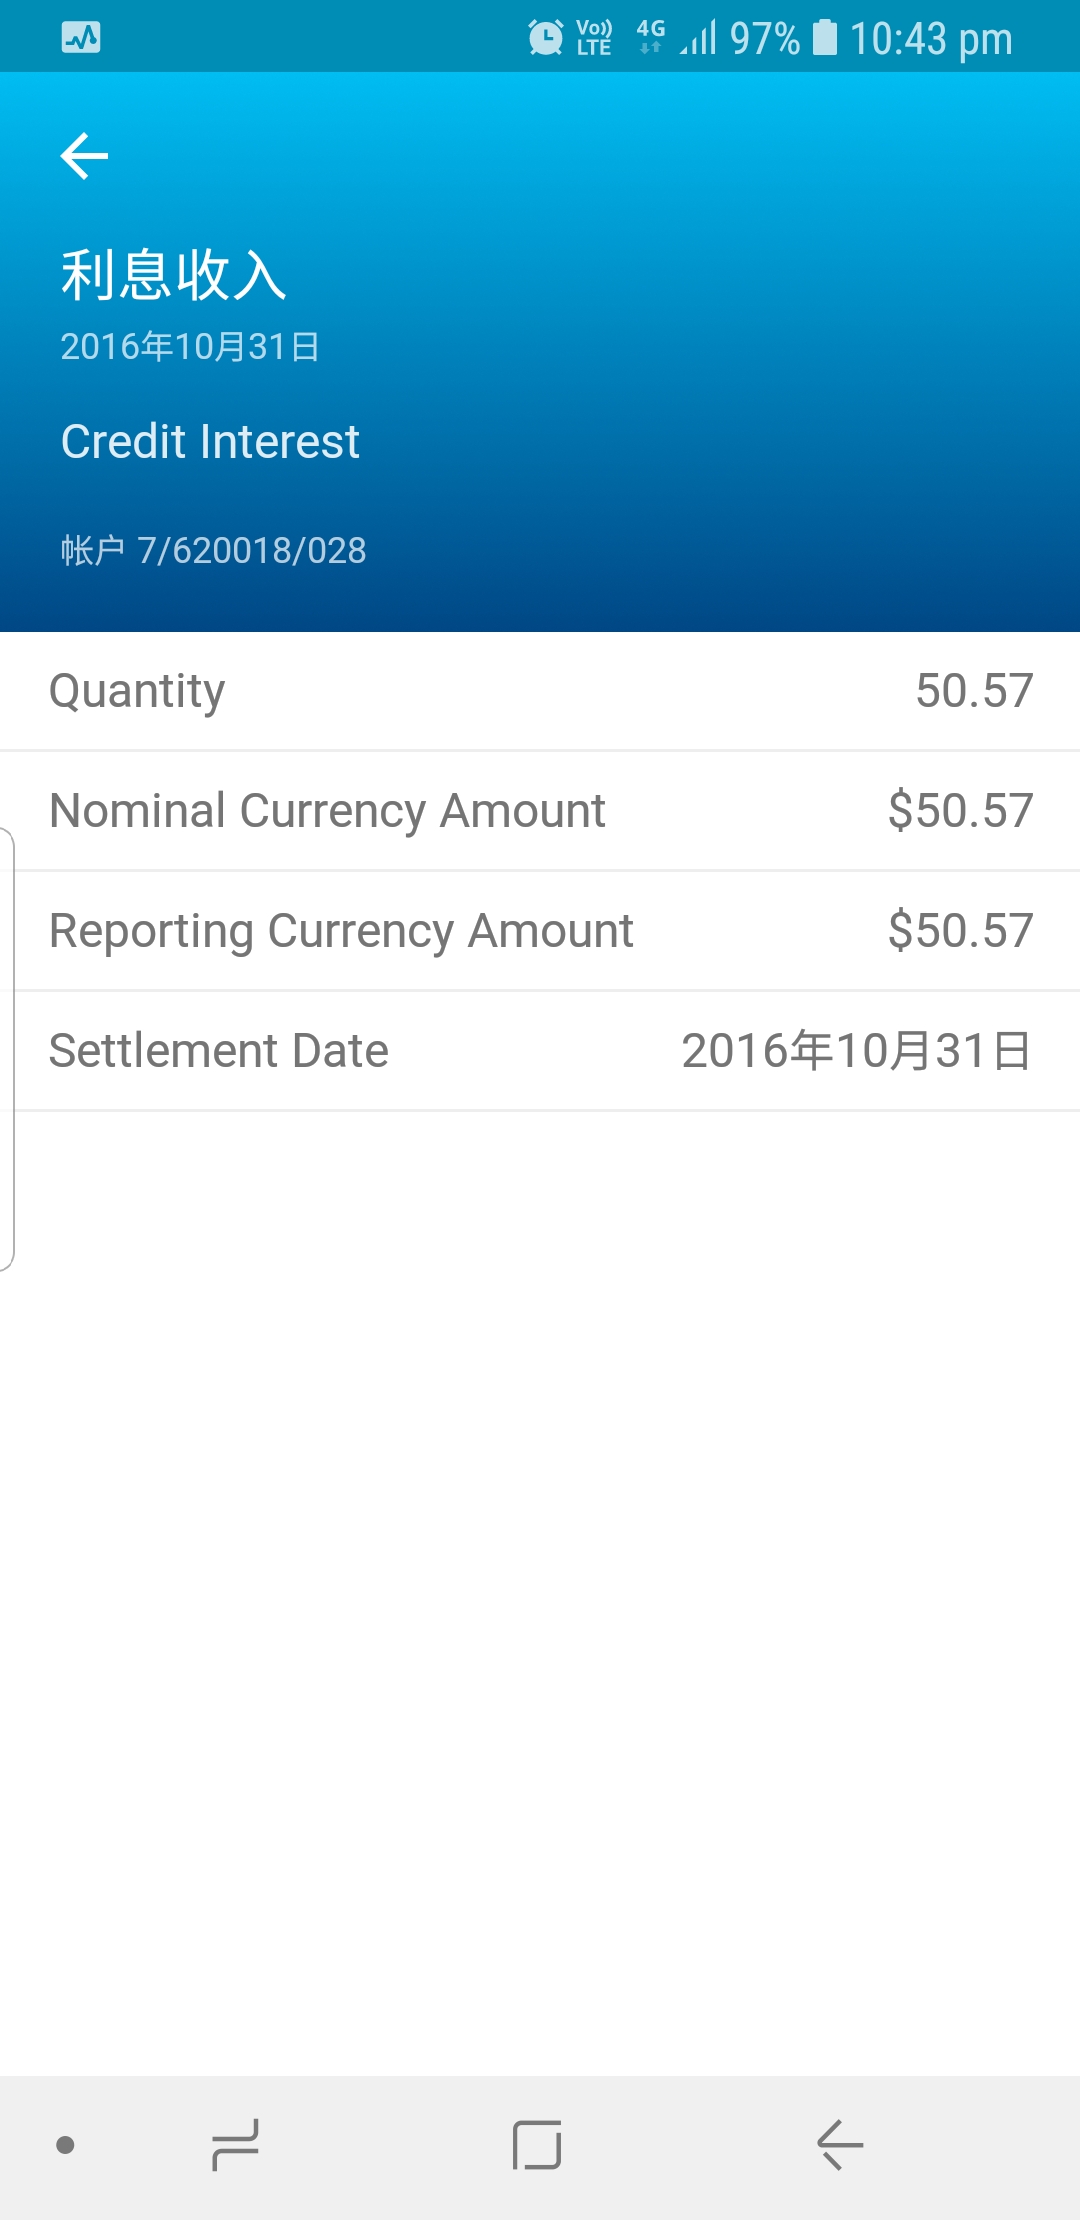 Vo)) LTE 4G 97% 10:43 pm
利息收入
2016年10月31日
Credit Interest
帐户 7/620018/028
Quantity 50.57
Nominal Currency Amount $50.57
Reporting Currency Amount $50.57
Settlement Date 2016年10月31日